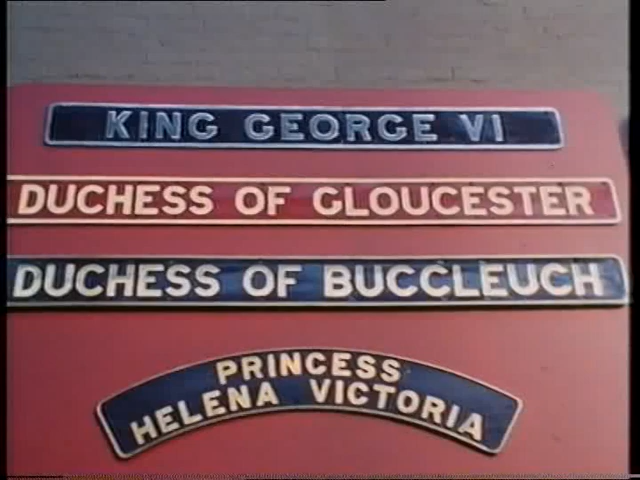 KING GEORGE VI
DUCHESS OF GLOUCESTER
DUCHESS OF BUCCLEUCH
PRINCESS
HELENA VICTORIA